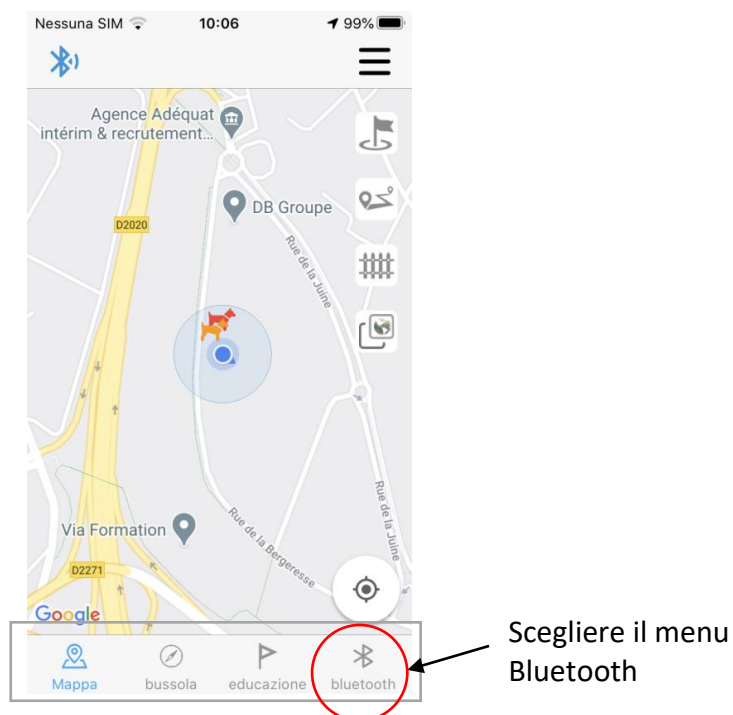 Nessuna SIM 10:06 99%
Agence Adéquat
intérim & recrutement...
DB Groupe
D2020
Rue de la Juine
Rue de la Juine
Via Formation
Rue de la Bergeresse
D2271
Google
Mappa bussola educazione bluetooth
Scegliere il menu
Bluetooth